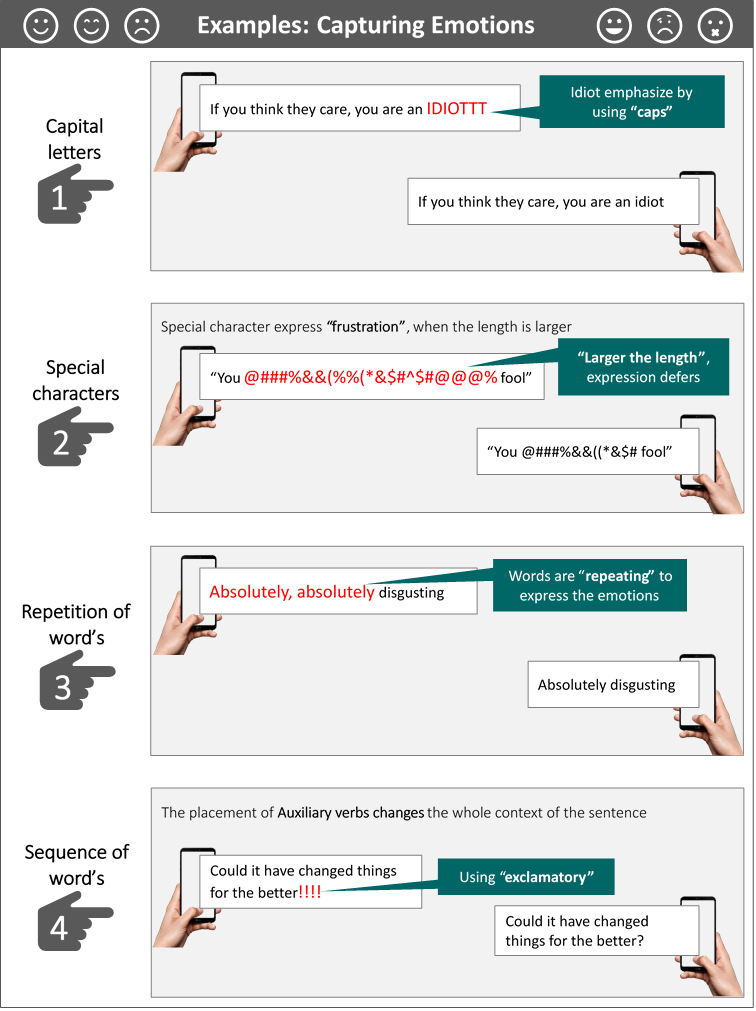 Examples: Capturing Emotions
Capital
letters
1
If you think they care, you are an IDIOTTT
Idiot emphasize by
using “caps”
If you think they care, you are an idiot
Special
characters
2
Special character express “frustration”, when the length is larger
“You @###%&&(%%(*&$#^$#@@@% fool”
“Larger the length”,
expression defers
“You @###%&&((*&$# fool”
Repetition of
word’s
3
Absolutely, absolutely disgusting
Words are “repeating” to
express the emotions
Absolutely disgusting
Sequence of
word’s
4
The placement of Auxiliary verbs changes the whole context of the sentence
Could it have changed things
for the better!!!!
Using “exclamatory”
Could it have changed
things for the better?